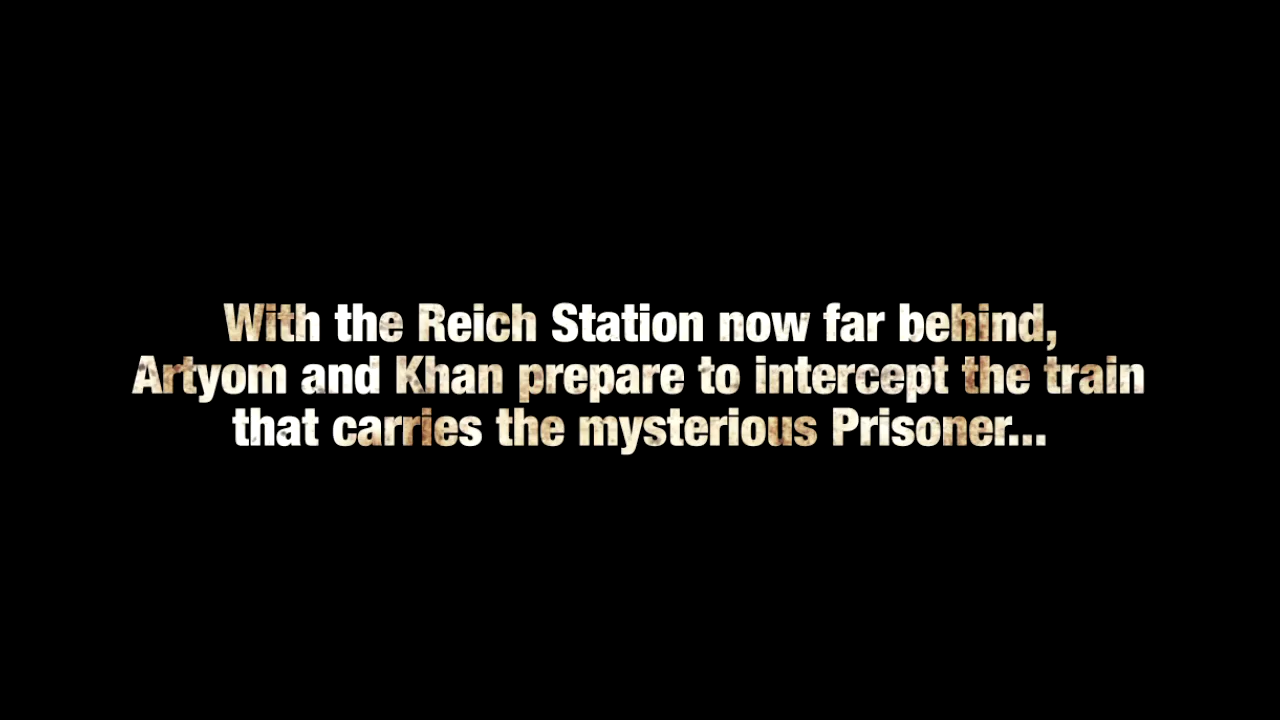 With the Reich Station now far behind,
Artyom and Khan prepare to intercept the train
that carries the mysterious Prisoner...